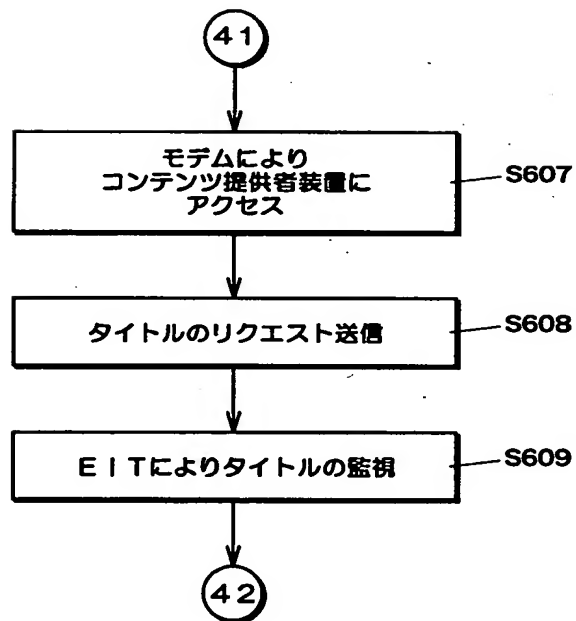 41
モデムにより
コンテンツ提供者装置に
アクセス
S607
タイトルのリクエスト送信
S608
EITによりタイトルの監視
S609
42